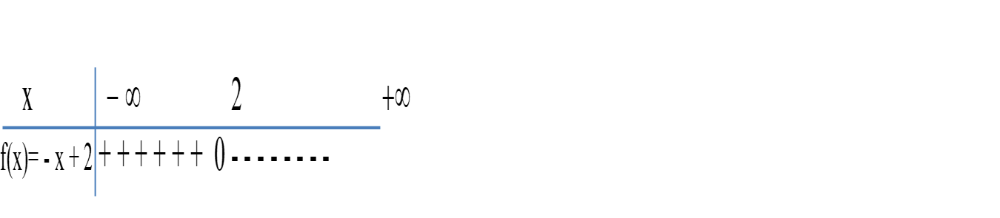 x − ∞ 2 +∞
f(x)= - x + 2 + + + + + + 0 - - - - - - - -